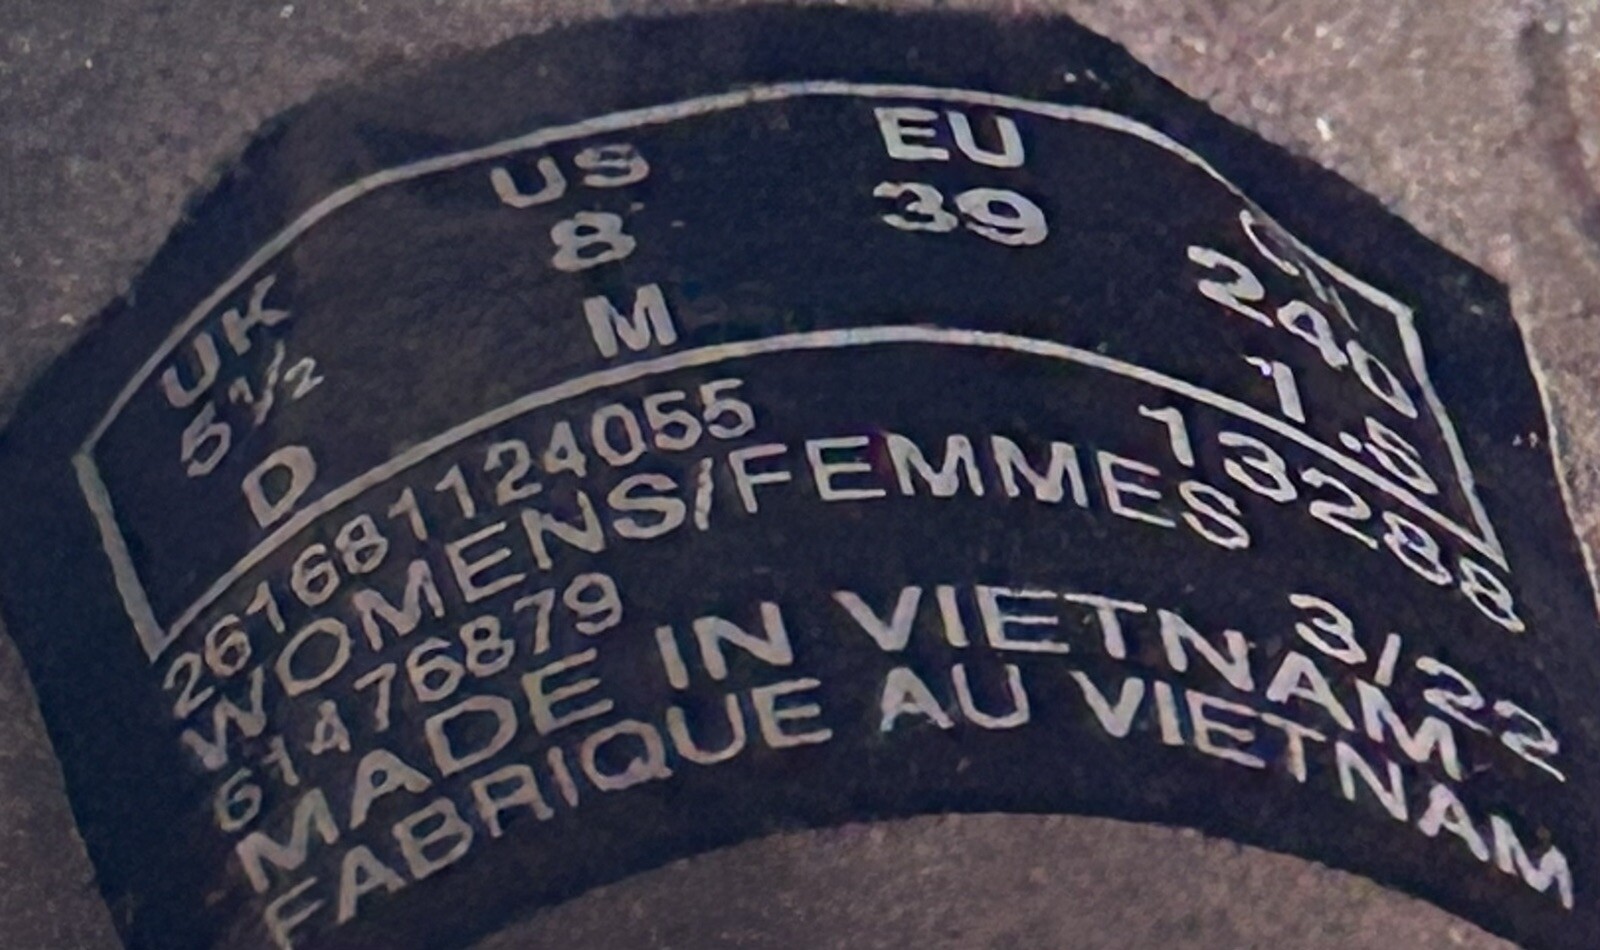 UK US EU
5½ 8 39 240
D M 1.5
261681124055 13288
WOMENS/FEMMES
61476879 3/22
MADE IN VIETNAM
FABRIQUE AU VIETNAM